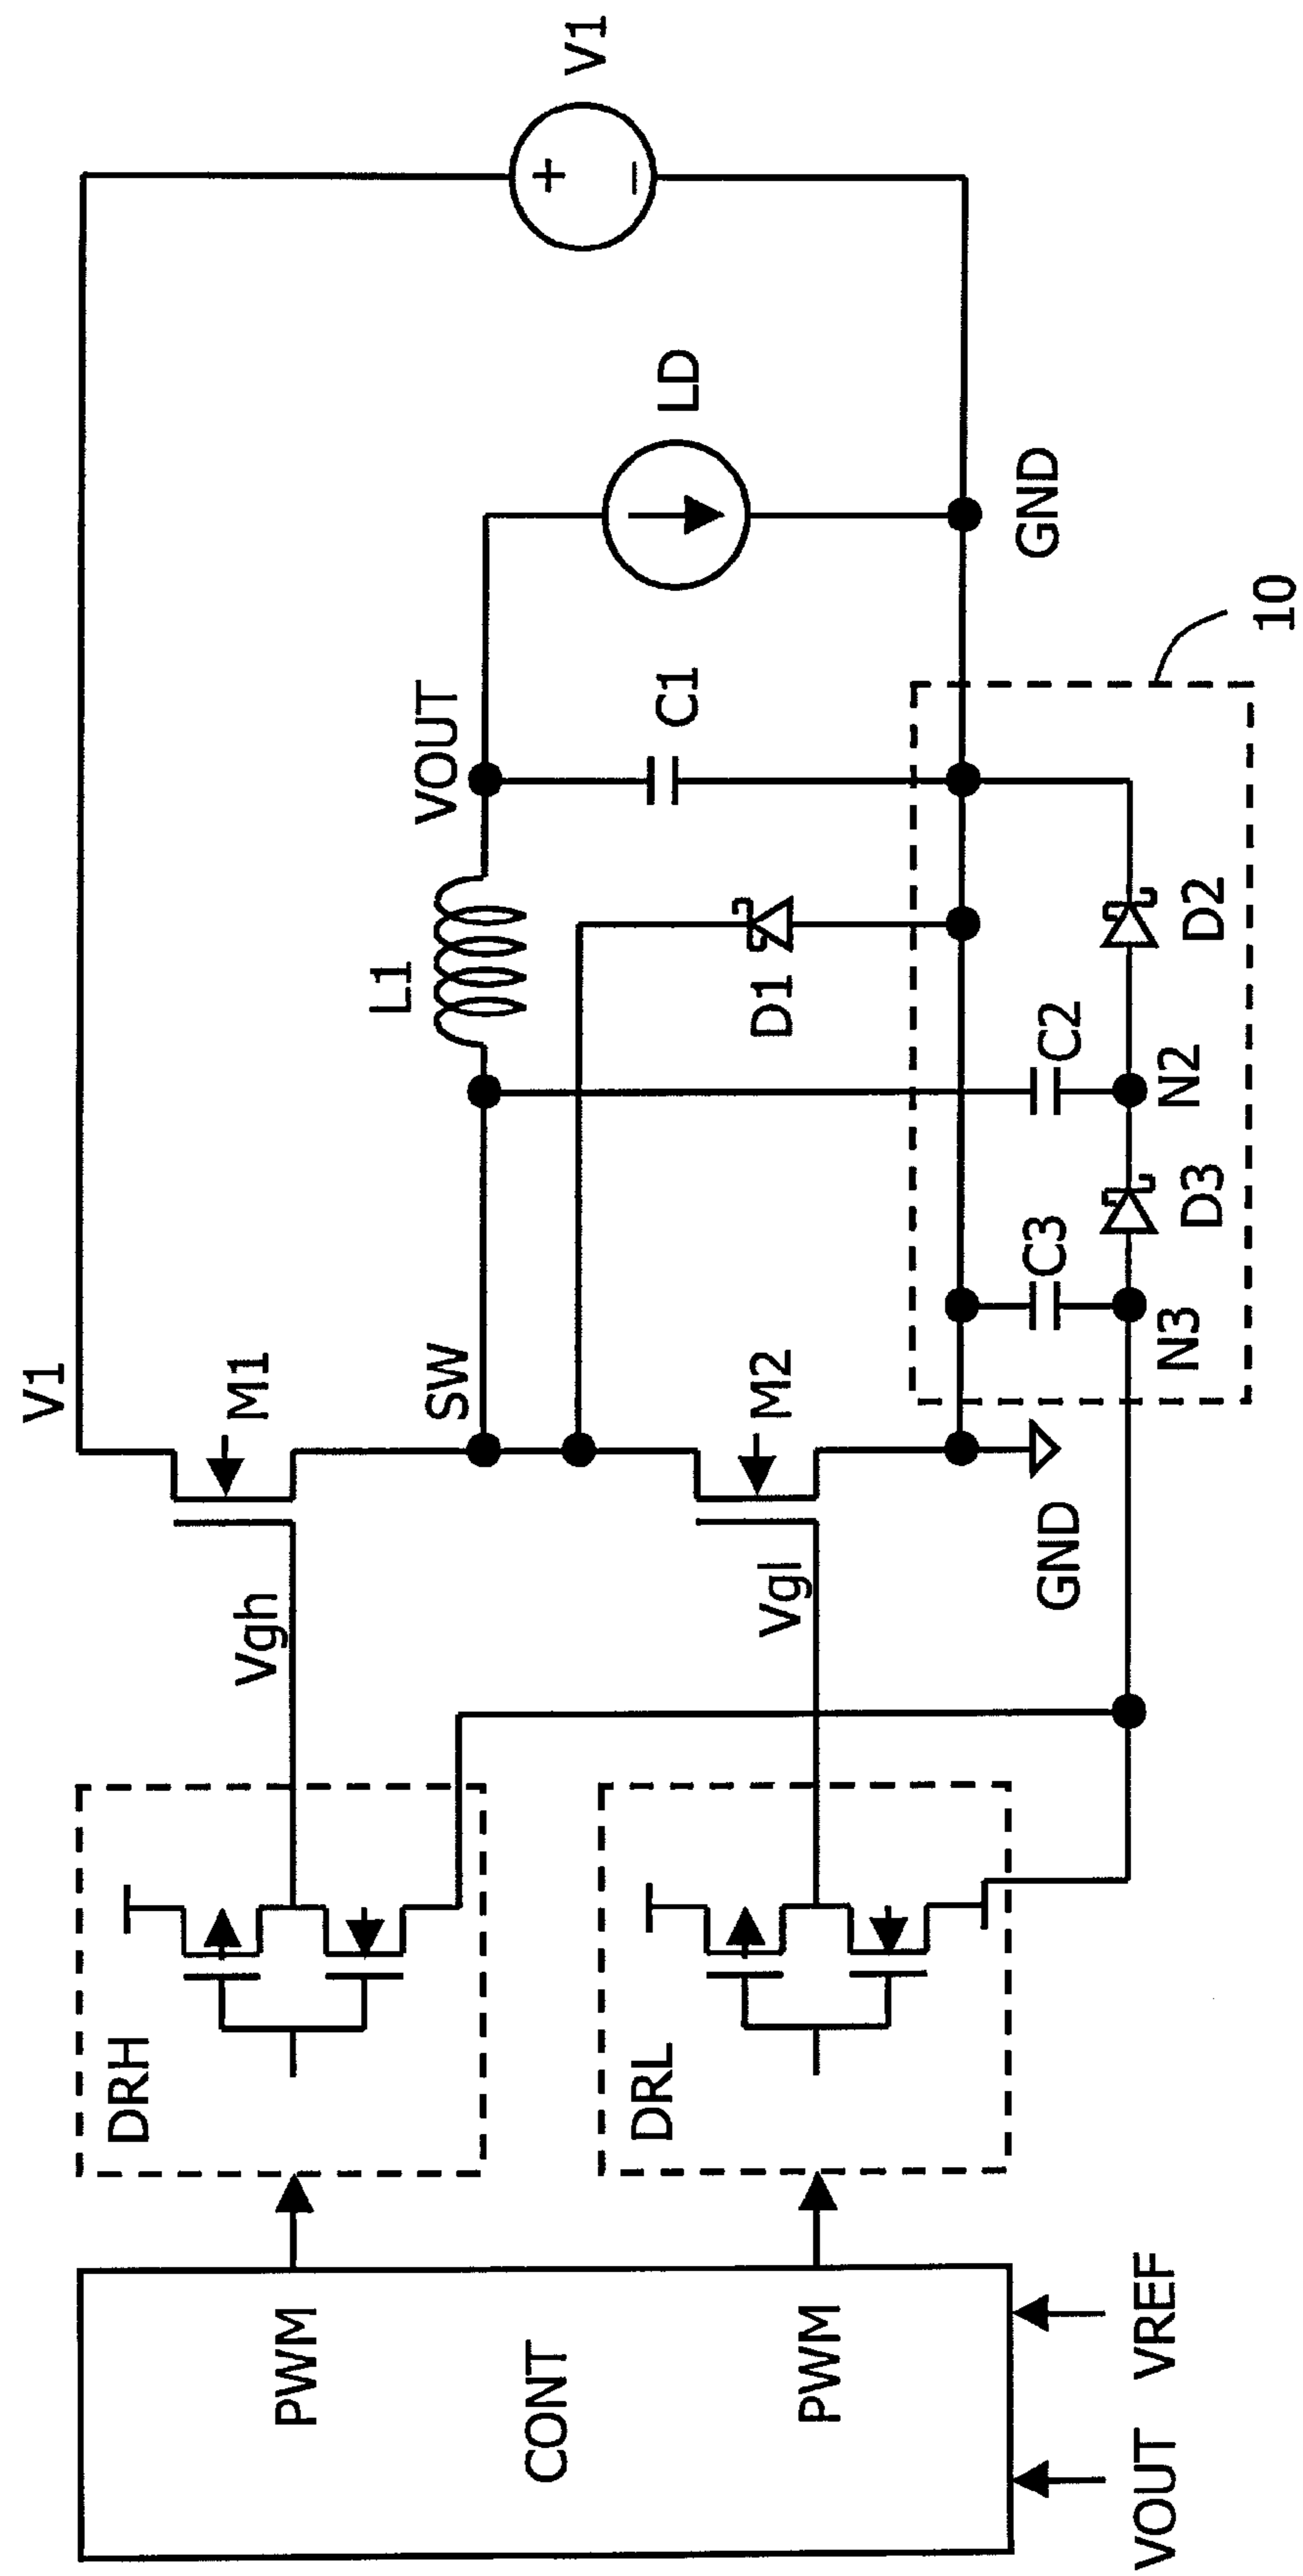 V1
M1
Vgh
DRH
PWM
SW
L1
VOUT
LD
V1
CONT
DRL
PWM
Vgl
M2
D1
C1
GND
GND
C3
C2
N3
D3
N2
D2
10
VOUT
VREF